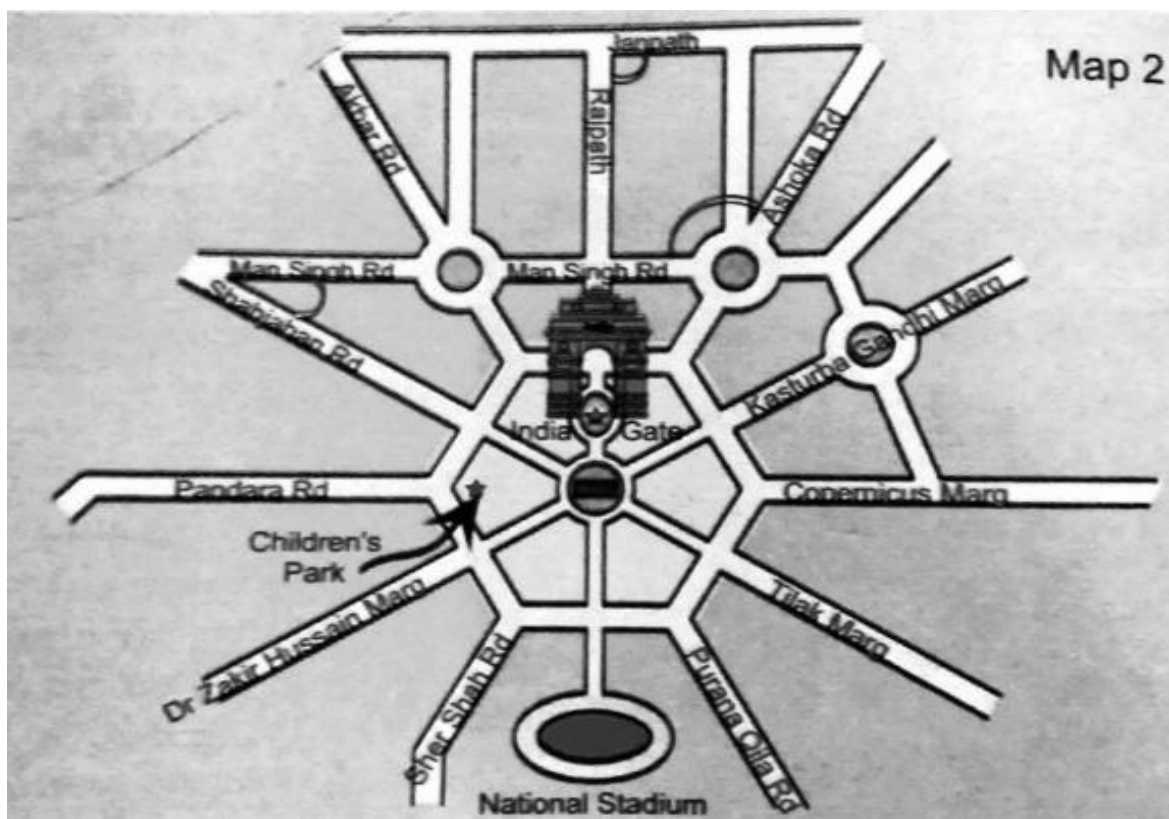 Map 2
Janpath
Akbar Rd
Rajpath
Ashoka Rd
Man Singh Rd
Man Singh Rd
Shahjahan Rd
Kasturba Gandhi Marg
India Gate
Pandara Rd
Copernicus Marg
Children's
Park
Dr Zakir Hussain Marg
Tilak Marg
Sher Shah Rd
Purana Qila Rd
National Stadium